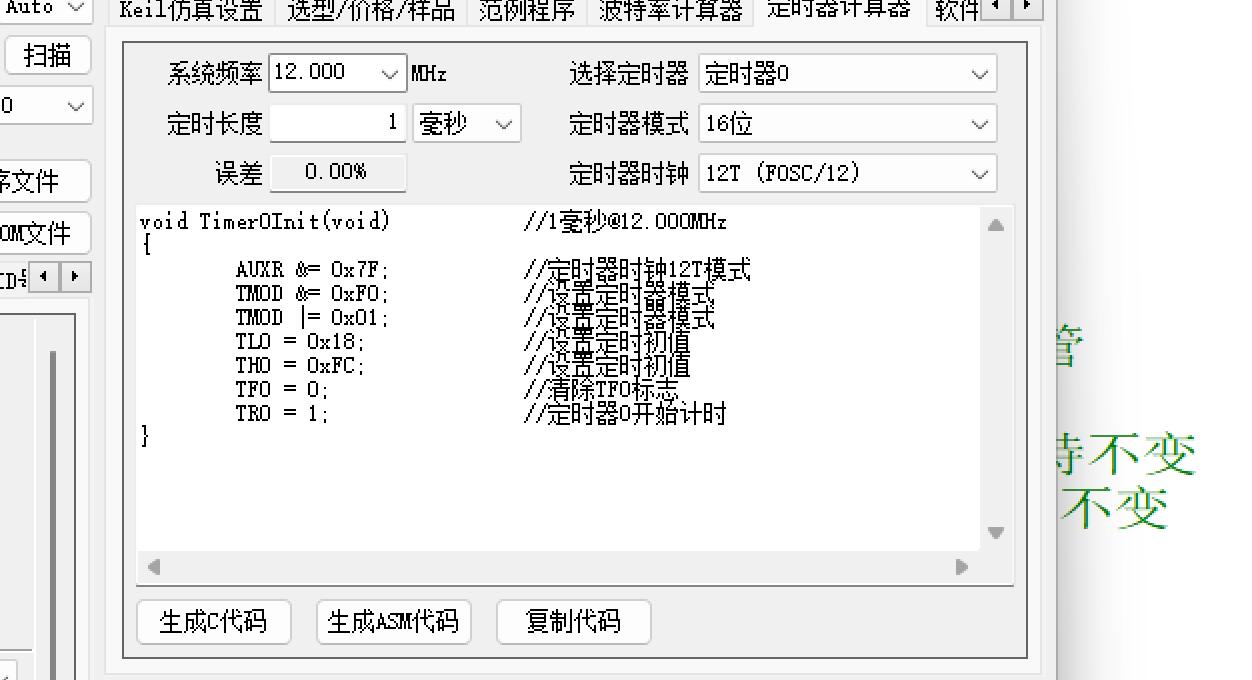 Auto
Keil仿真设置 选型/价格/样品 范例程序 波特率计算器 定时器计算器 软件
扫描
系统频率 12.000 MHz 选择定时器 定时器0
0
定时长度 1 毫秒 定时器模式 16位
误差 0.00% 定时器时钟 12T (FOSC/12)
序文件
void Timer0Init(void) //1毫秒@12.000MHz
OM文件
{
AUXR &= 0x7F; //定时器时钟12T模式
ID号
TMOD &= 0xF0; //设置定时器模式
TMOD |= 0x01; //设置定时器模式
TL0 = 0x18; //设置定时初值
管
TH0 = 0xFC; //设置定时初值
TF0 = 0; //清除TF0标志
TR0 = 1; //定时器0开始计时
}
持不变
不变
生成C代码 生成ASM代码 复制代码